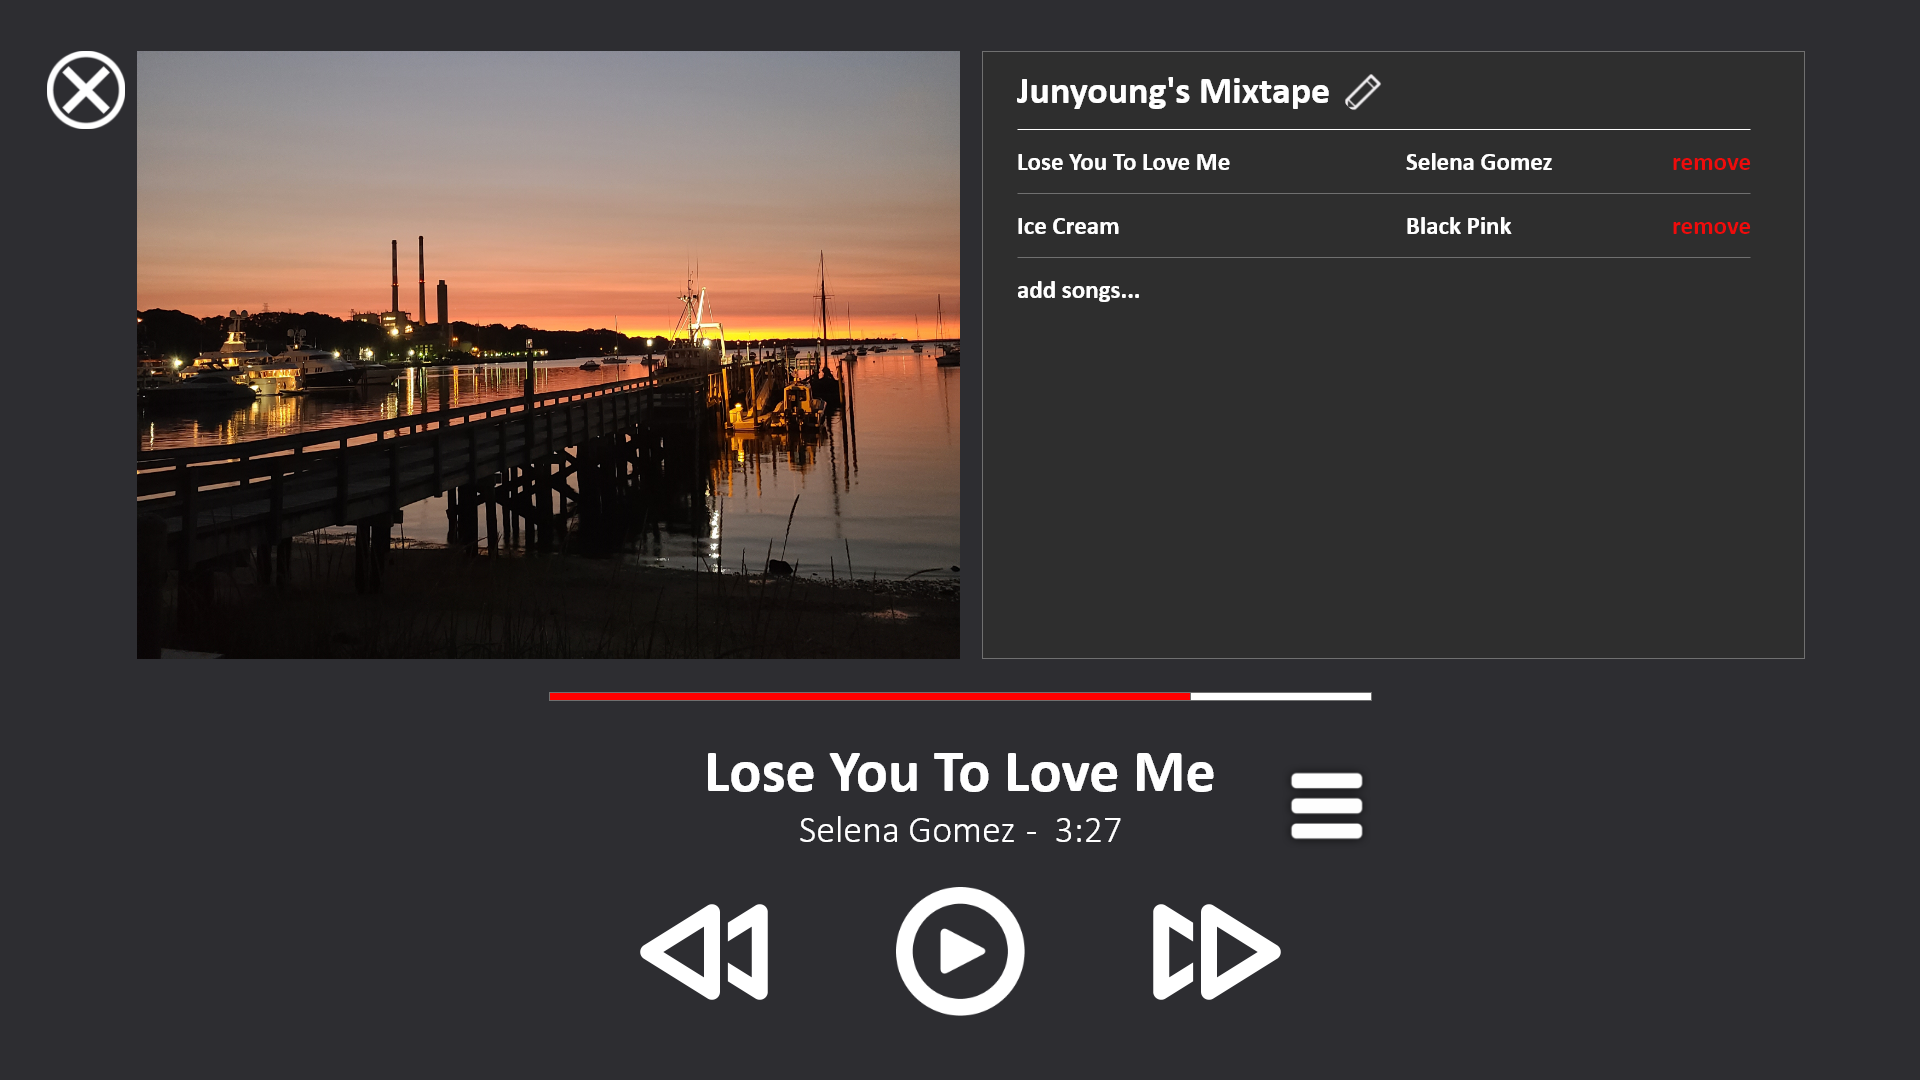 Junyoung's Mixtape
Lose You To Love Me Selena Gomez remove
Ice Cream Black Pink remove
add songs...
Lose You To Love Me
Selena Gomez - 3:27